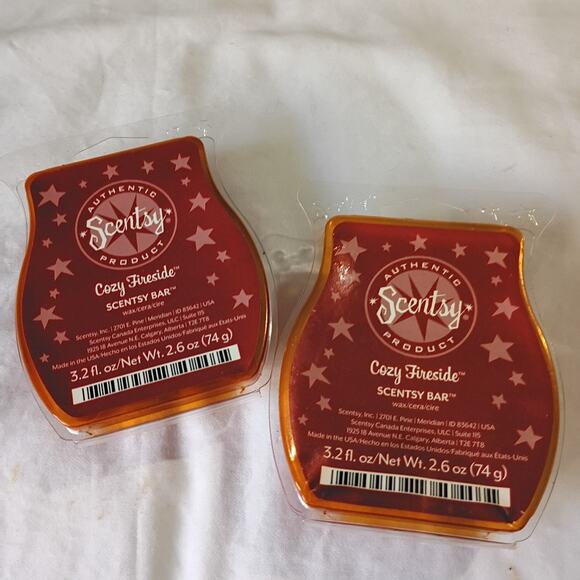 AUTHENTIC
Scentsy
PRODUCT
Cozy Fireside™
SCENTSY BAR™
wax/cera/cire
Scentsy, Inc. | 2701 E. Pine | Meridian | ID 83642 | USA
Scentsy Canada Enterprises, ULC | Suite 115
1925 18 Avenue N.E. Calgary, Alberta | T2E 7T8
Made in the USA/Hecho en los Estados Unidos/Fabriqué aux États-Unis
3.2 fl. oz/Net Wt. 2.6 oz (74 g)
AUTHENTIC
Scentsy®
PRODUCT
Cozy Fireside™
SCENTSY BAR™
wax/cera/cire
Scentsy, Inc. | 2701 E. Pine | Meridian | ID 83642 | USA
Scentsy Canada Enterprises, ULC | Suite 115
1925 18 Avenue N.E. Calgary, Alberta | T2E 7T8
Made in the USA/Hecho en los Estados Unidos/Fabriqué aux États-Unis
3.2 fl. oz/Net Wt. 2.6 oz (74 g)